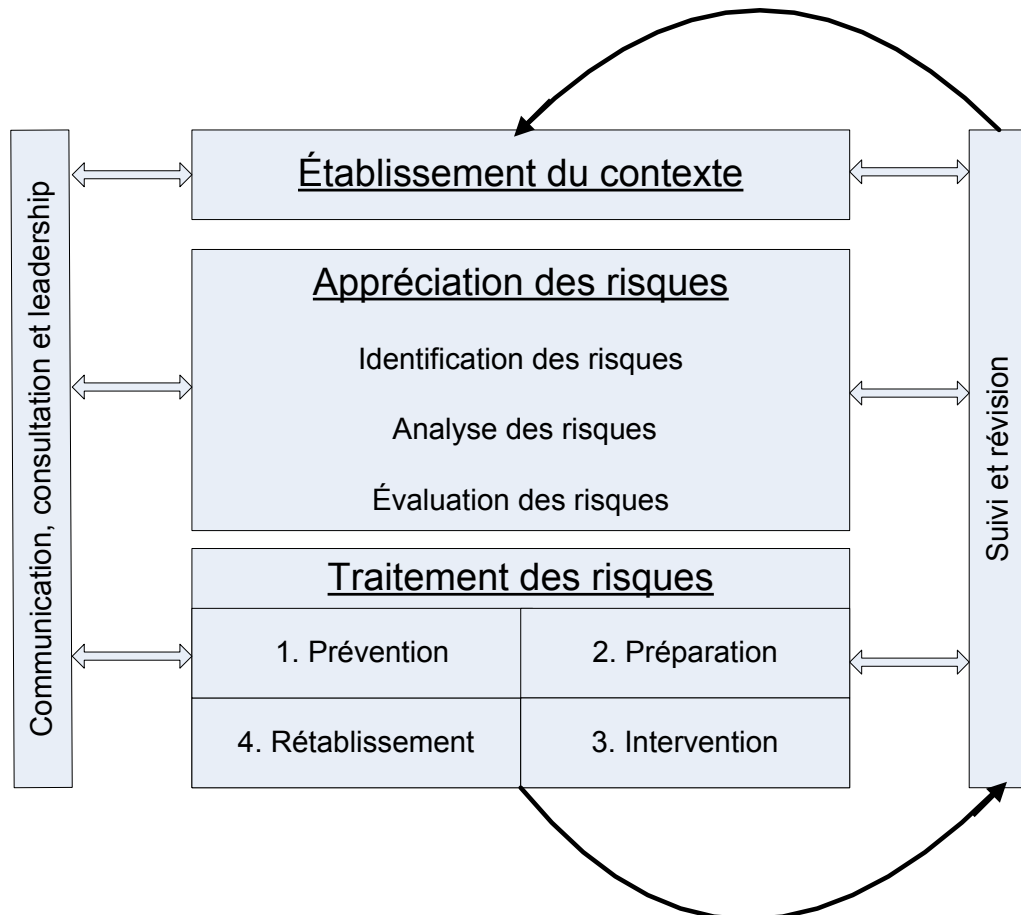 Communication, consultation et leadership
Établissement du contexte
Appréciation des risques
Identification des risques
Analyse des risques
Évaluation des risques
Traitement des risques
1. Prévention
2. Préparation
4. Rétablissement
3. Intervention
Suivi et révision